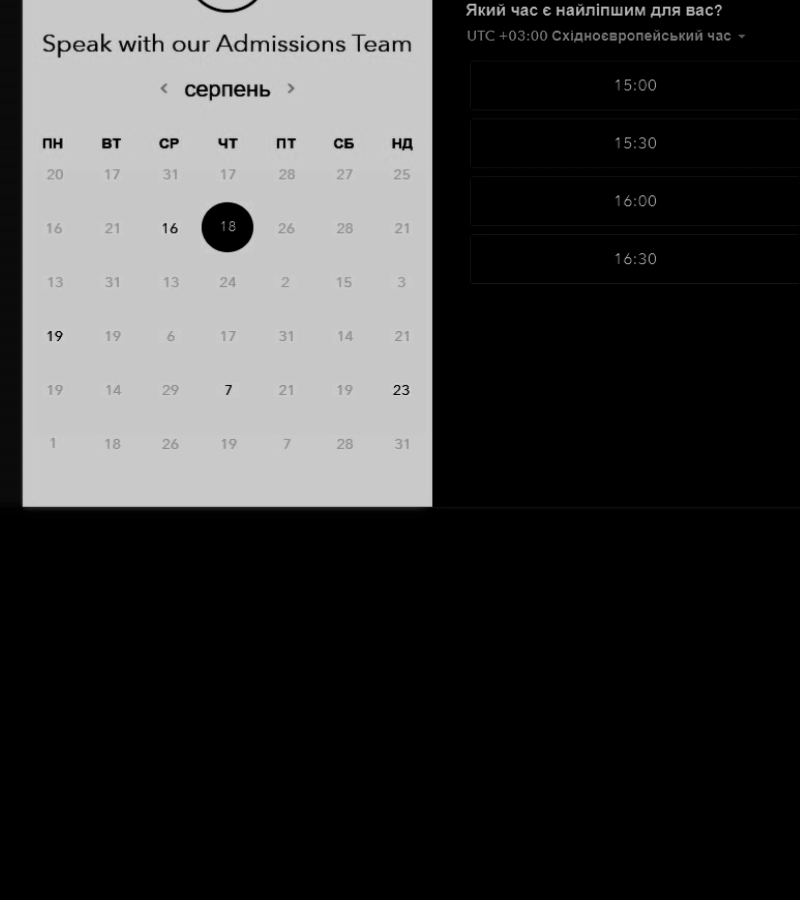 Speak with our Admissions Team
серпень
ПН ВТ СР ЧТ ПТ СБ НД
20 17 31 17 28 27 25
16 21 16 18 26 28 21
13 31 13 24 2 15 3
19 19 6 17 31 14 21
19 14 29 7 21 19 23
1 18 26 19 7 28 31
Який час є найліпшим для вас?
UTC +03:00 Східноєвропейський час
15:00
15:30
16:00
16:30